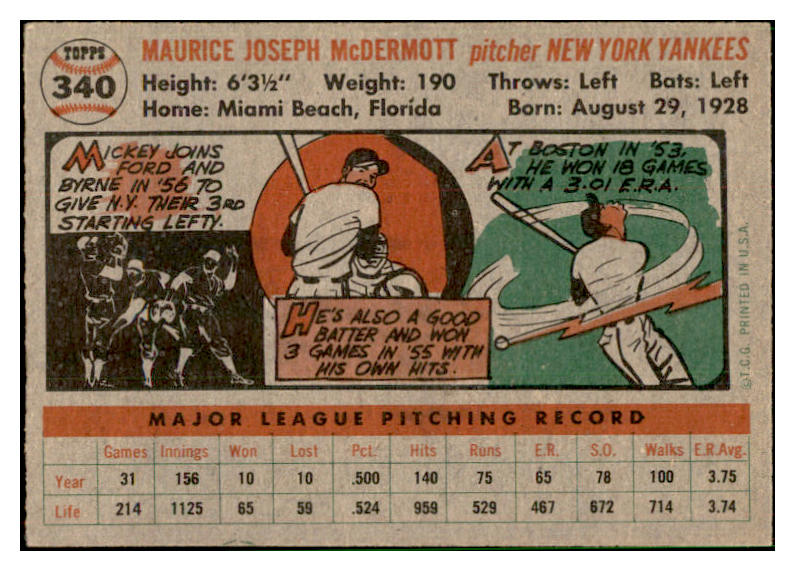 TOPPS
340
MAURICE JOSEPH McDERMOTT pitcher NEW YORK YANKEES
Height: 6'3½" Weight: 190 Throws: Left Bats: Left
Home: Miami Beach, Florida Born: August 29, 1928
MICKEY JOINS
FORD AND
BYRNE IN '56 TO
GIVE N.Y. THEIR 3RD
STARTING LEFTY.
HE'S ALSO A GOOD
BATTER AND WON
3 GAMES IN '55 WITH
HIS OWN HITS.
AT BOSTON IN '53,
HE WON 18 GAMES
WITH A 3.01 E.R.A.
©T.C.G. PRINTED IN U.S.A.
MAJOR LEAGUE PITCHING RECORD
Games Innings Won Lost Pct. Hits Runs E.R. S.O. Walks E.R.Avg.
Year 31 156 10 10 .500 140 75 65 78 100 3.75
Life 214 1125 65 59 .524 959 529 467 672 714 3.74